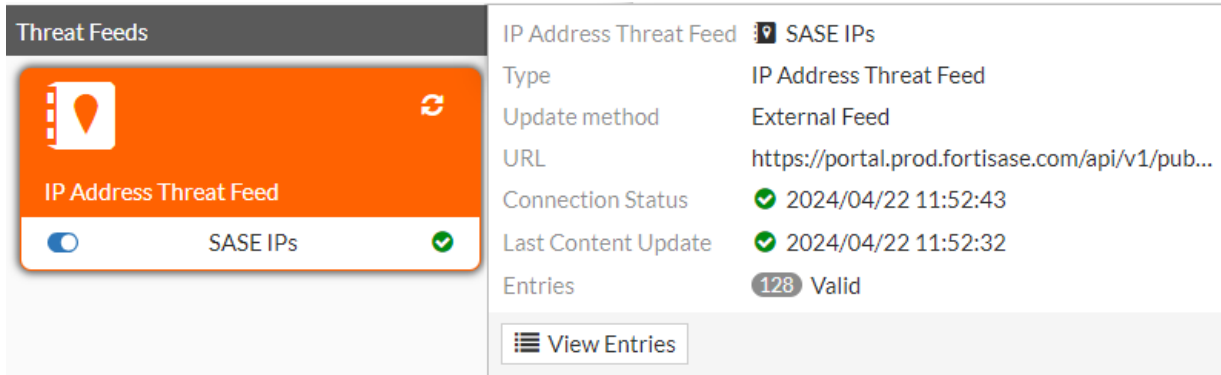 Threat Feeds
IP Address Threat Feed
SASE IPs
IP Address Threat Feed SASE IPs
Type IP Address Threat Feed
Update method External Feed
URL https://portal.prod.fortisase.com/api/v1/pub...
Connection Status 2024/04/22 11:52:43
Last Content Update 2024/04/22 11:52:32
Entries 128 Valid
View Entries